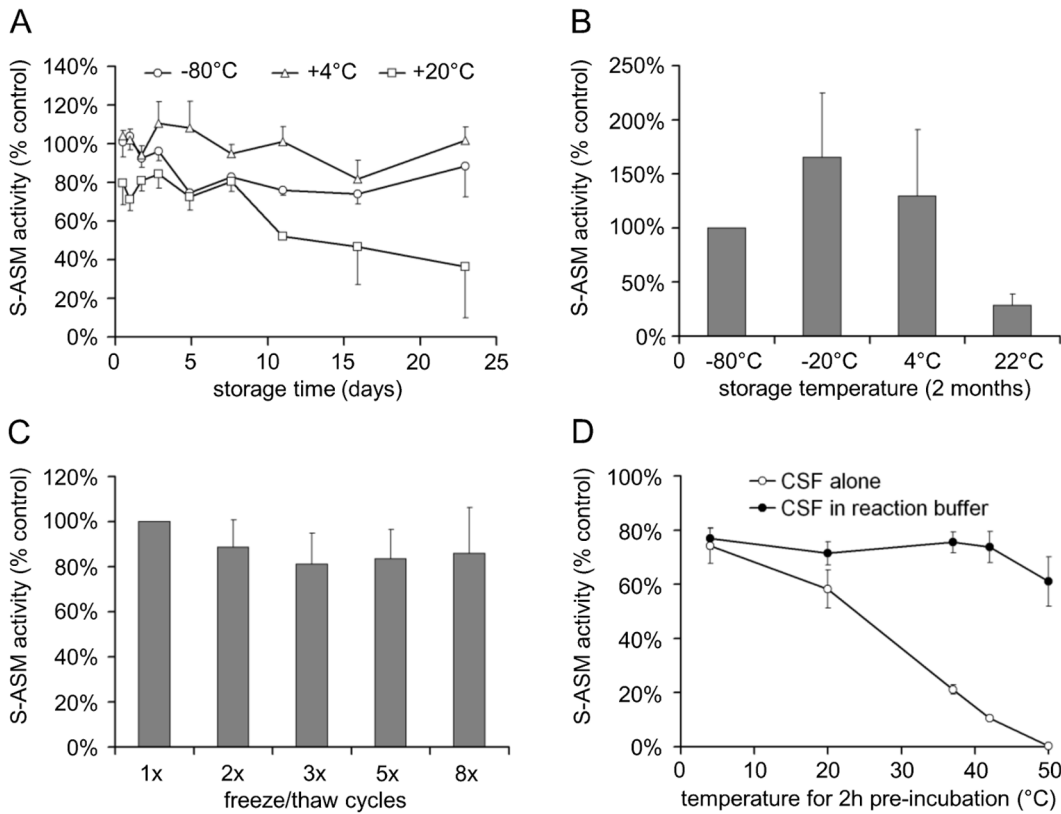 A
S-ASM activity (% control)
140%
120%
100%
80%
60%
40%
20%
0%
-80°C +4°C +20°C
0 5 10 15 20 25
storage time (days)
B
S-ASM activity (% control)
250%
200%
150%
100%
50%
0%
0 -80°C -20°C 4°C 22°C
storage temperature (2 months)
C
S-ASM activity (% control)
120%
100%
80%
60%
40%
20%
0%
1x 2x 3x 5x 8x
freeze/thaw cycles
D
S-ASM activity (% control)
100%
80%
60%
40%
20%
0%
CSF alone
CSF in reaction buffer
0 10 20 30 40 50
temperature for 2h pre-incubation (°C)